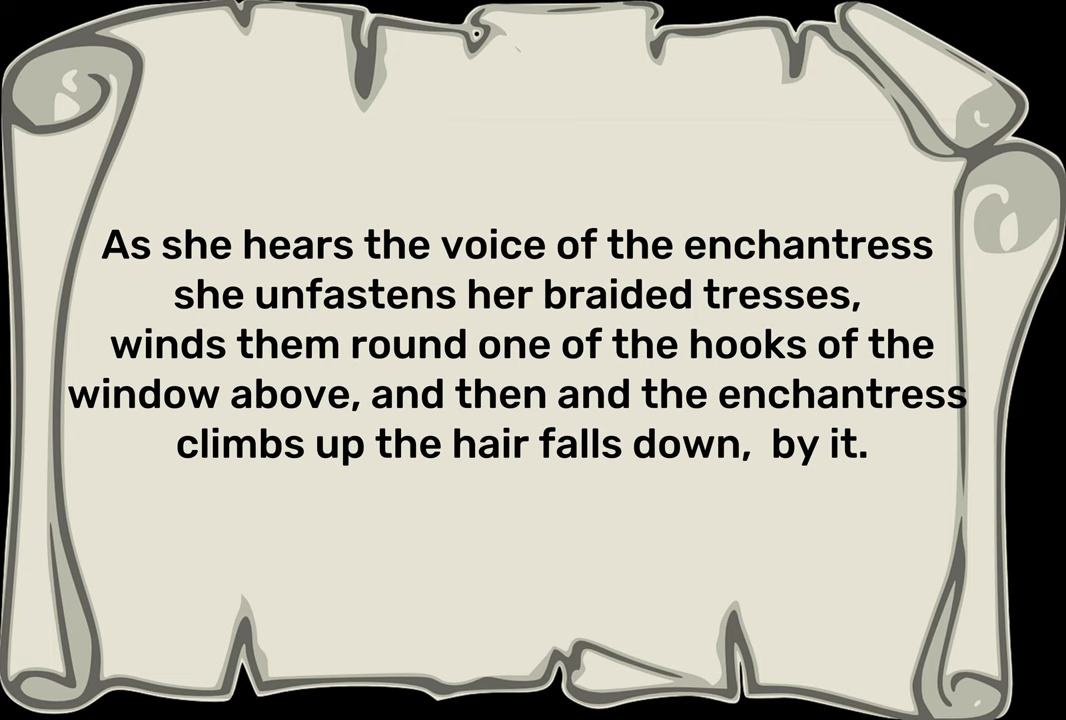 As she hears the voice of the enchantress
she unfastens her braided tresses,
winds them round one of the hooks of the
window above, and then and the enchantress
climbs up the hair falls down,  by it.